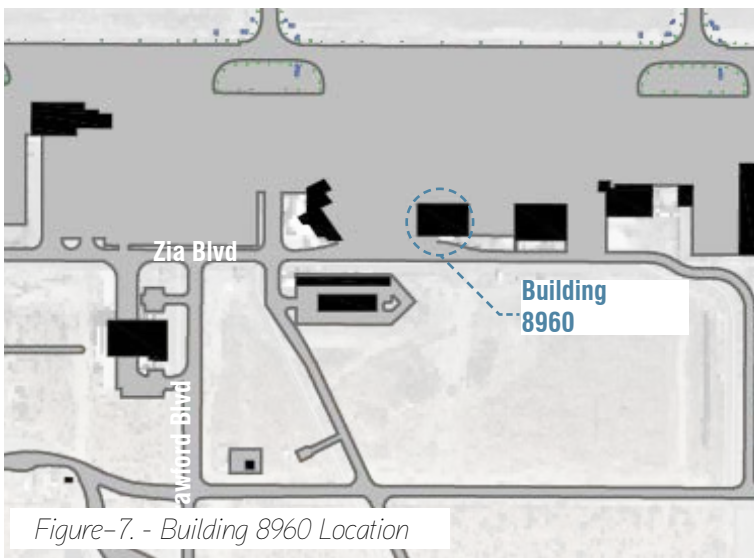 Zia Blvd
Building
8960
awford Blvd
Figure-7. - Building 8960 Location